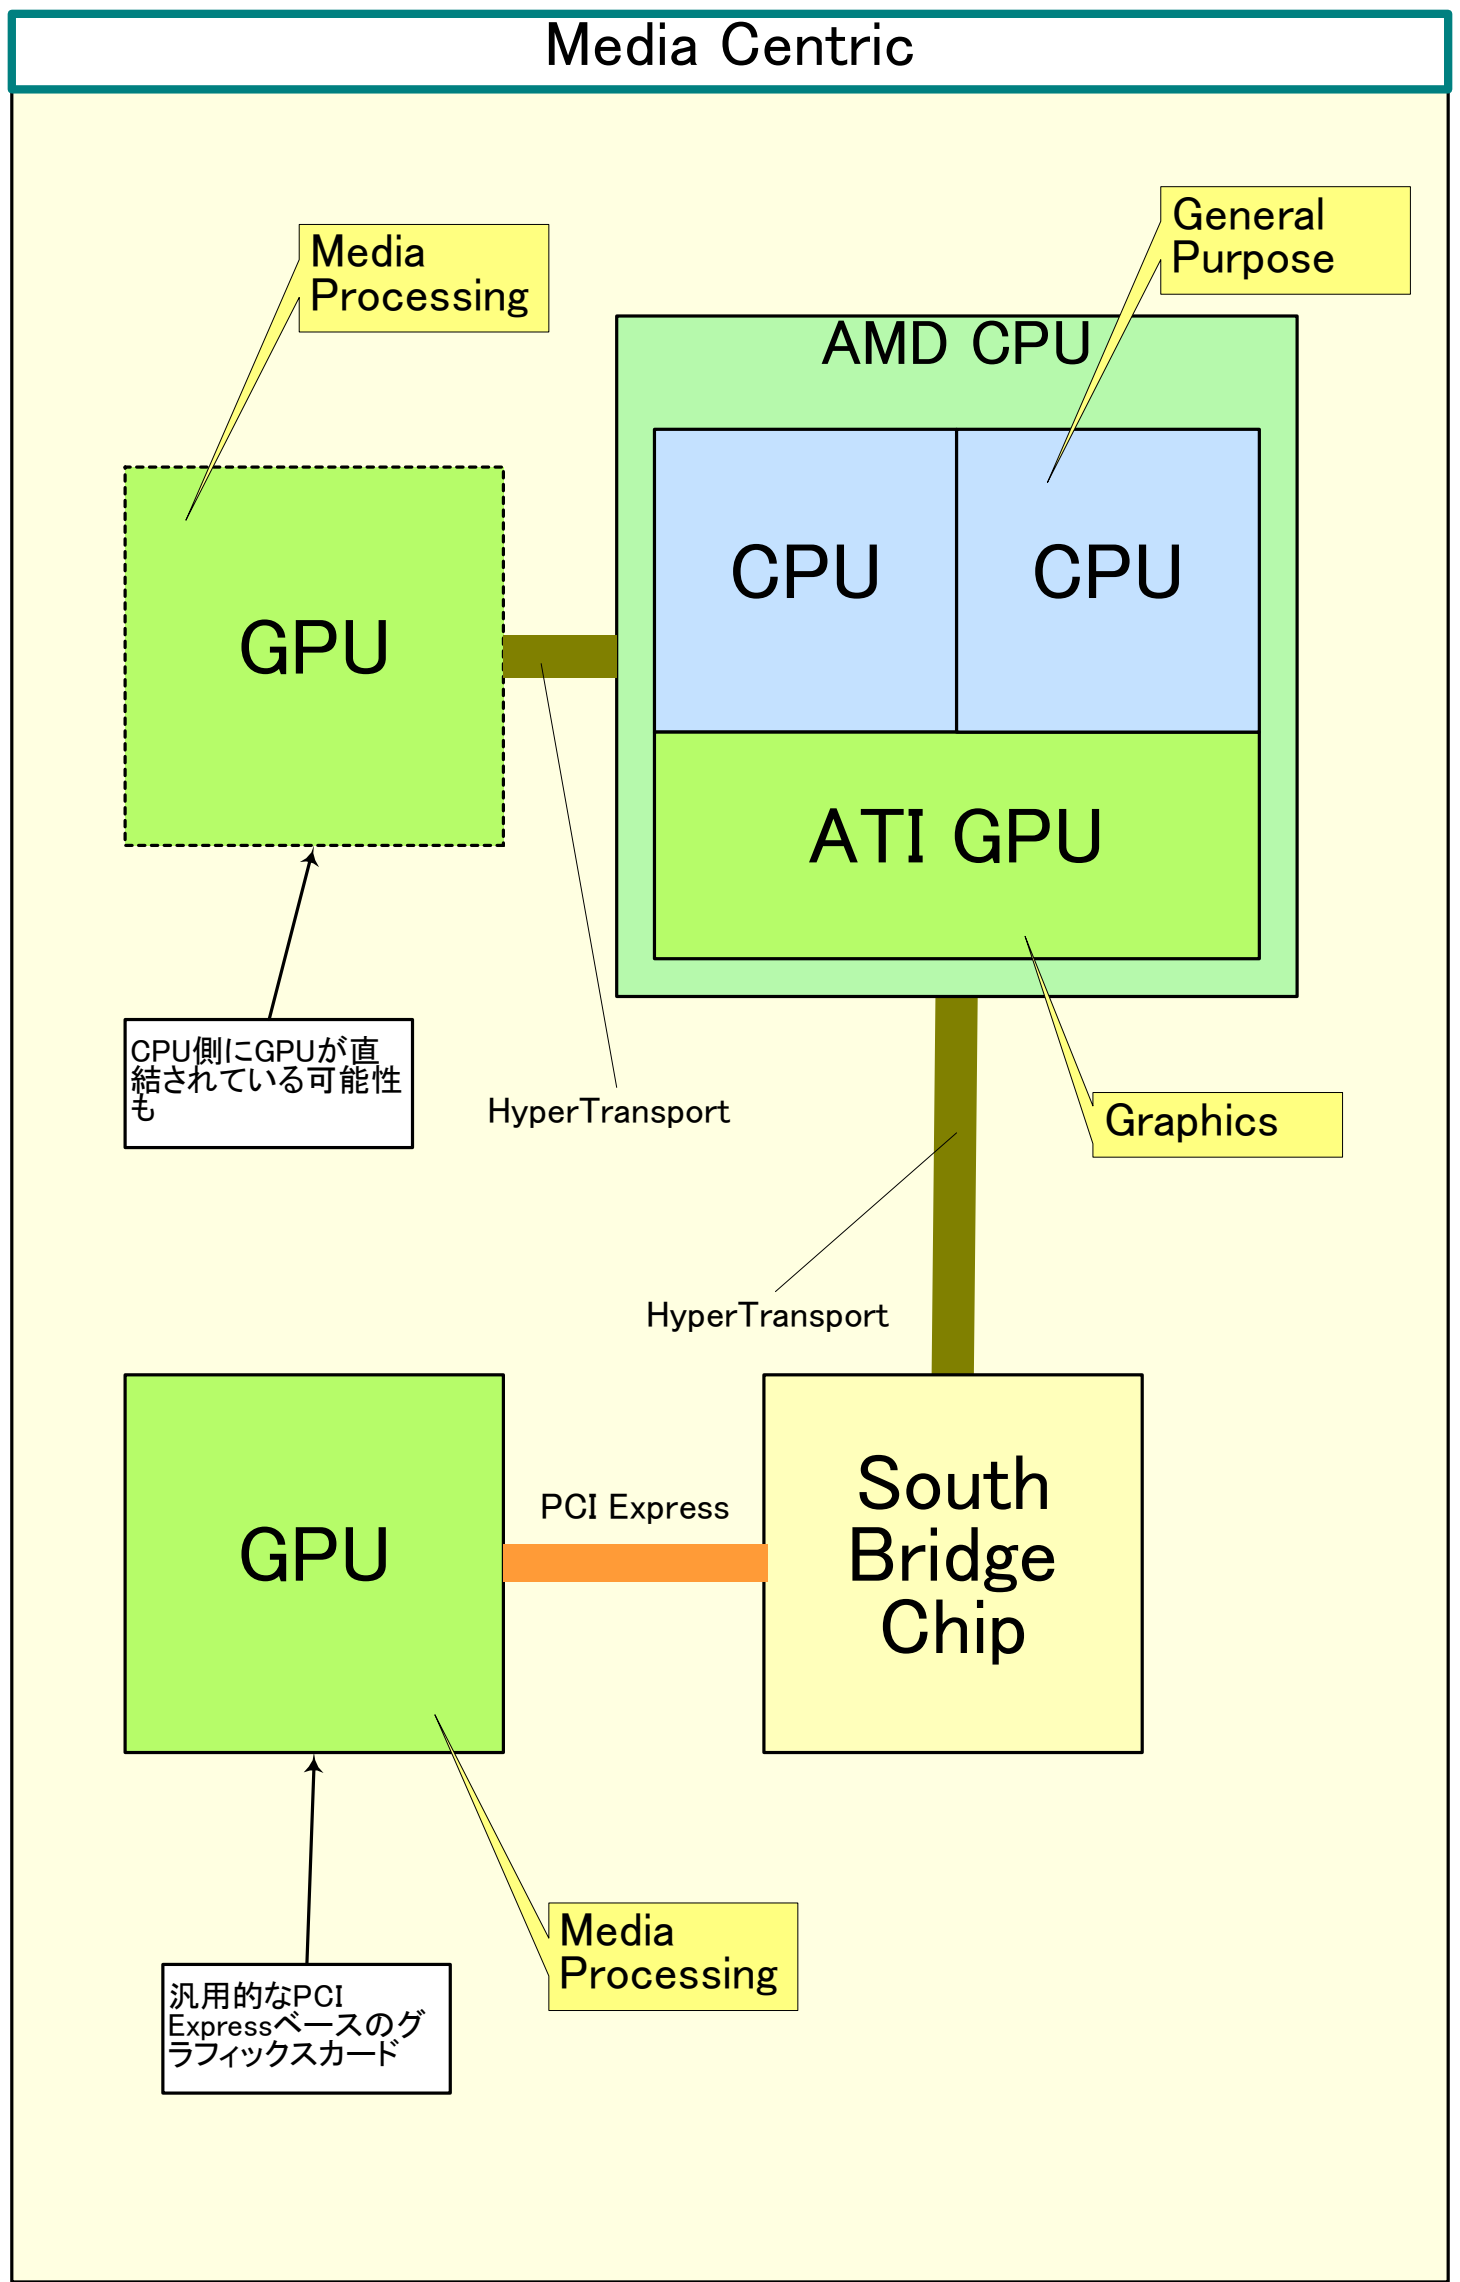 Media Centric
General
Purpose
Media
Processing
AMD CPU
CPU
CPU
GPU
ATI GPU
CPU側にGPUが直
結されている可能性
も
HyperTransport
Graphics
HyperTransport
GPU
PCI Express
South
Bridge
Chip
Media
Processing
汎用的なPCI
Expressベースのグ
ラフィックスカード